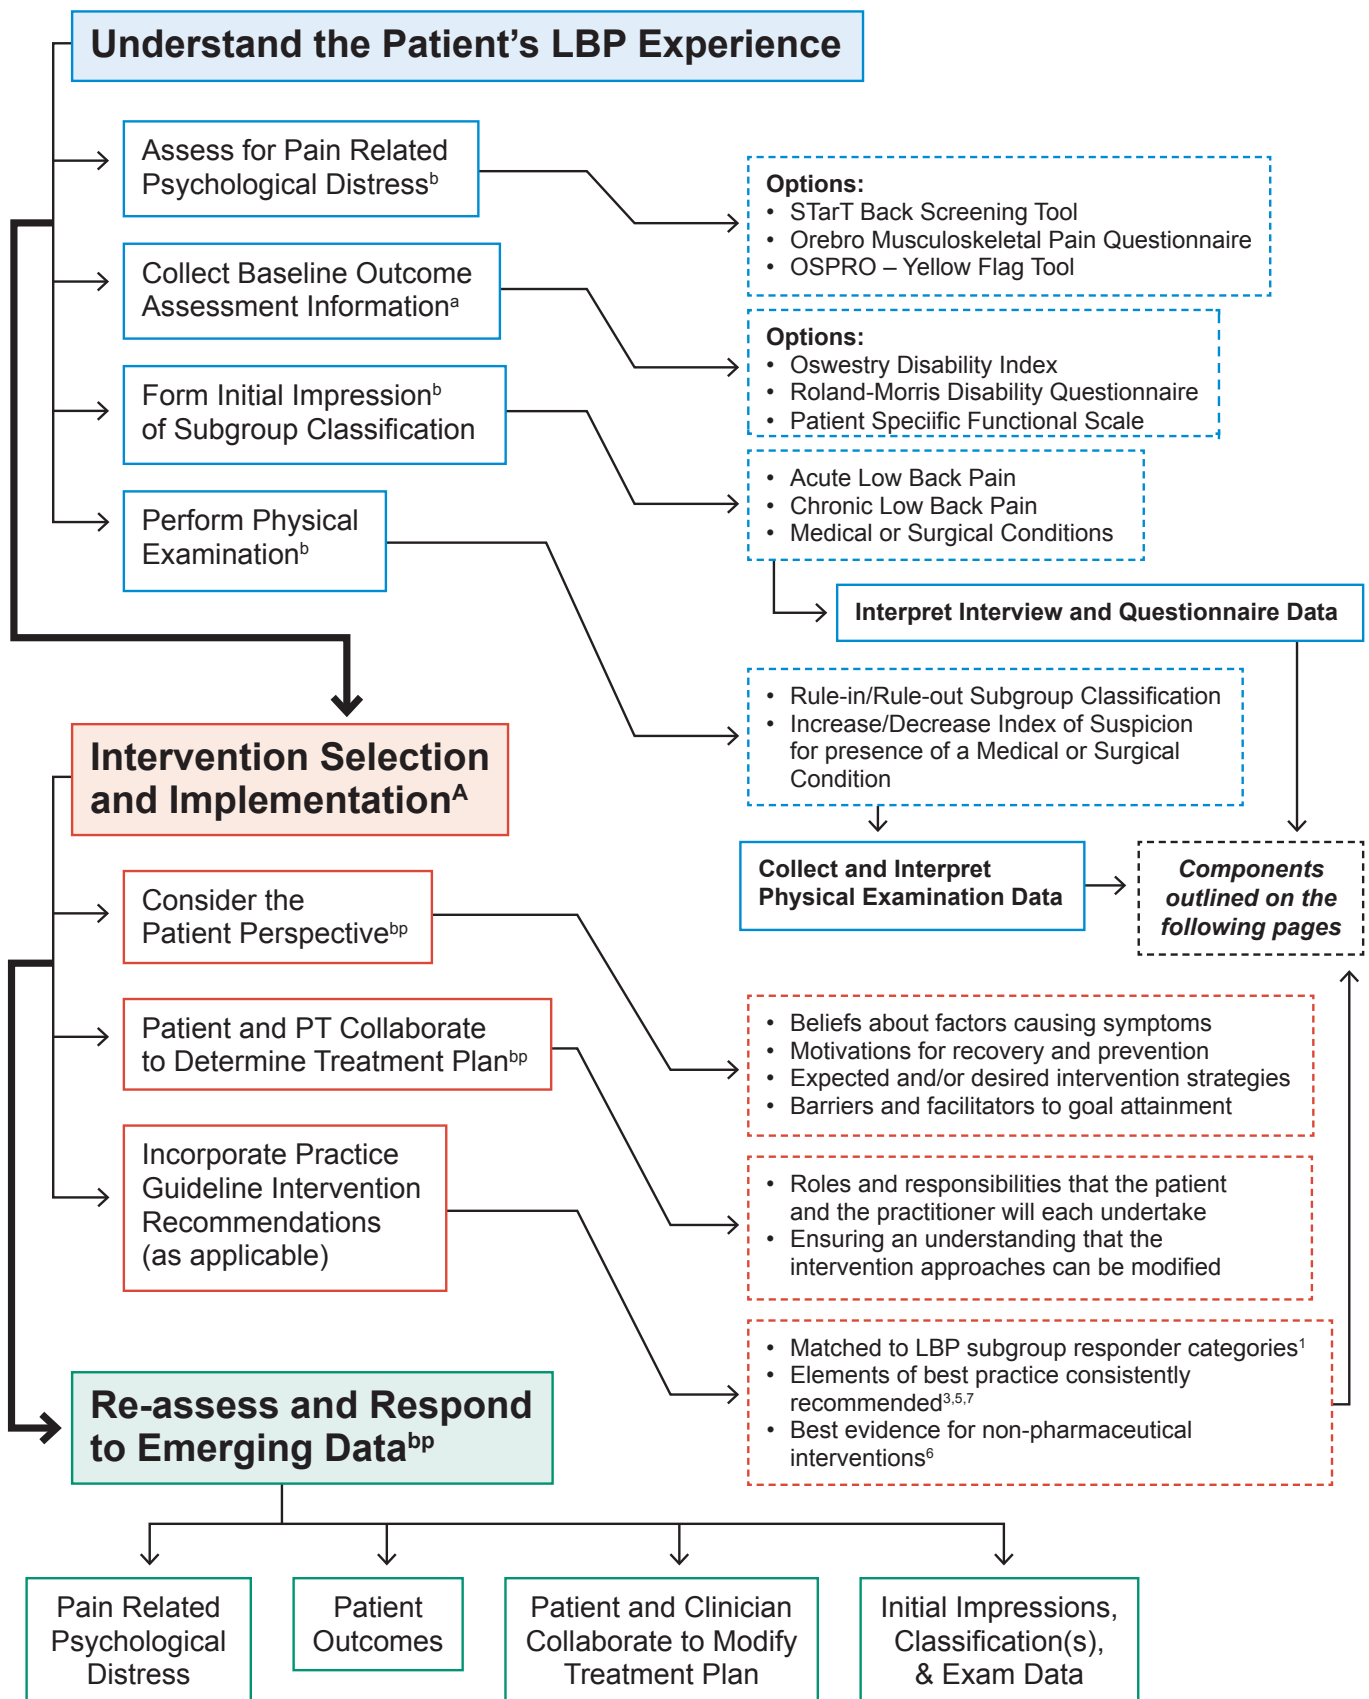 Understand the Patient’s LBP Experience
Assess for Pain Related
Psychological Distressᵇ
Options:
• STarT Back Screening Tool
• Orebro Musculoskeletal Pain Questionnaire
• OSPRO – Yellow Flag Tool
Collect Baseline Outcome
Assessment Informationᵃ
Options:
• Oswestry Disability Index
• Roland-Morris Disability Questionnaire
• Patient Speciific Functional Scale
Form Initial Impressionᵇ
of Subgroup Classification
• Acute Low Back Pain
• Chronic Low Back Pain
• Medical or Surgical Conditions
Perform Physical
Examinationᵇ
Interpret Interview and Questionnaire Data
• Rule-in/Rule-out Subgroup Classification
• Increase/Decrease Index of Suspicion
for presence of a Medical or Surgical
Condition
Intervention Selection
and Implementationᴬ
Collect and Interpret
Physical Examination Data
Components
outlined on the
following pages
Consider the
Patient Perspectiveᵇᵖ
• Beliefs about factors causing symptoms
• Motivations for recovery and prevention
• Expected and/or desired intervention strategies
• Barriers and facilitators to goal attainment
Patient and PT Collaborate
to Determine Treatment Planᵇᵖ
• Roles and responsibilities that the patient
and the practitioner will each undertake
• Ensuring an understanding that the
intervention approaches can be modified
Incorporate Practice
Guideline Intervention
Recommendations
(as applicable)
• Matched to LBP subgroup responder categories¹
• Elements of best practice consistently
recommended³,⁵,⁷
• Best evidence for non-pharmaceutical
interventions⁶
Re-assess and Respond
to Emerging Dataᵇᵖ
Pain Related
Psychological
Distress
Patient
Outcomes
Patient and Clinician
Collaborate to Modify
Treatment Plan
Initial Impressions,
Classification(s),
& Exam Data